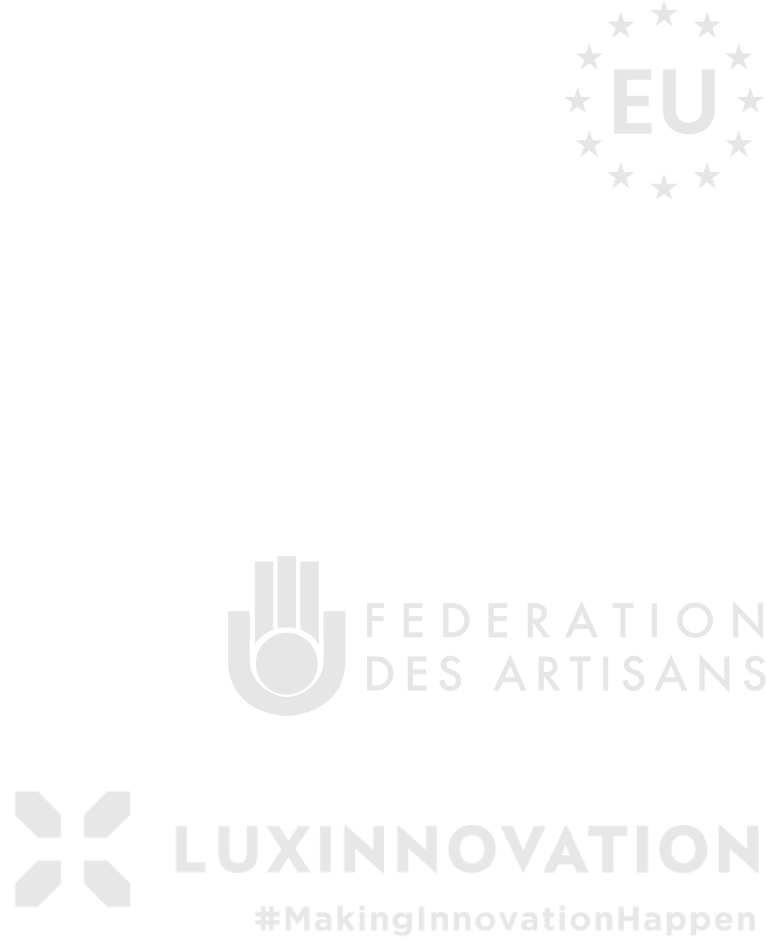 EU
FEDERATION
DES ARTISANS
LUXINNOVATION
#MakingInnovationHappen